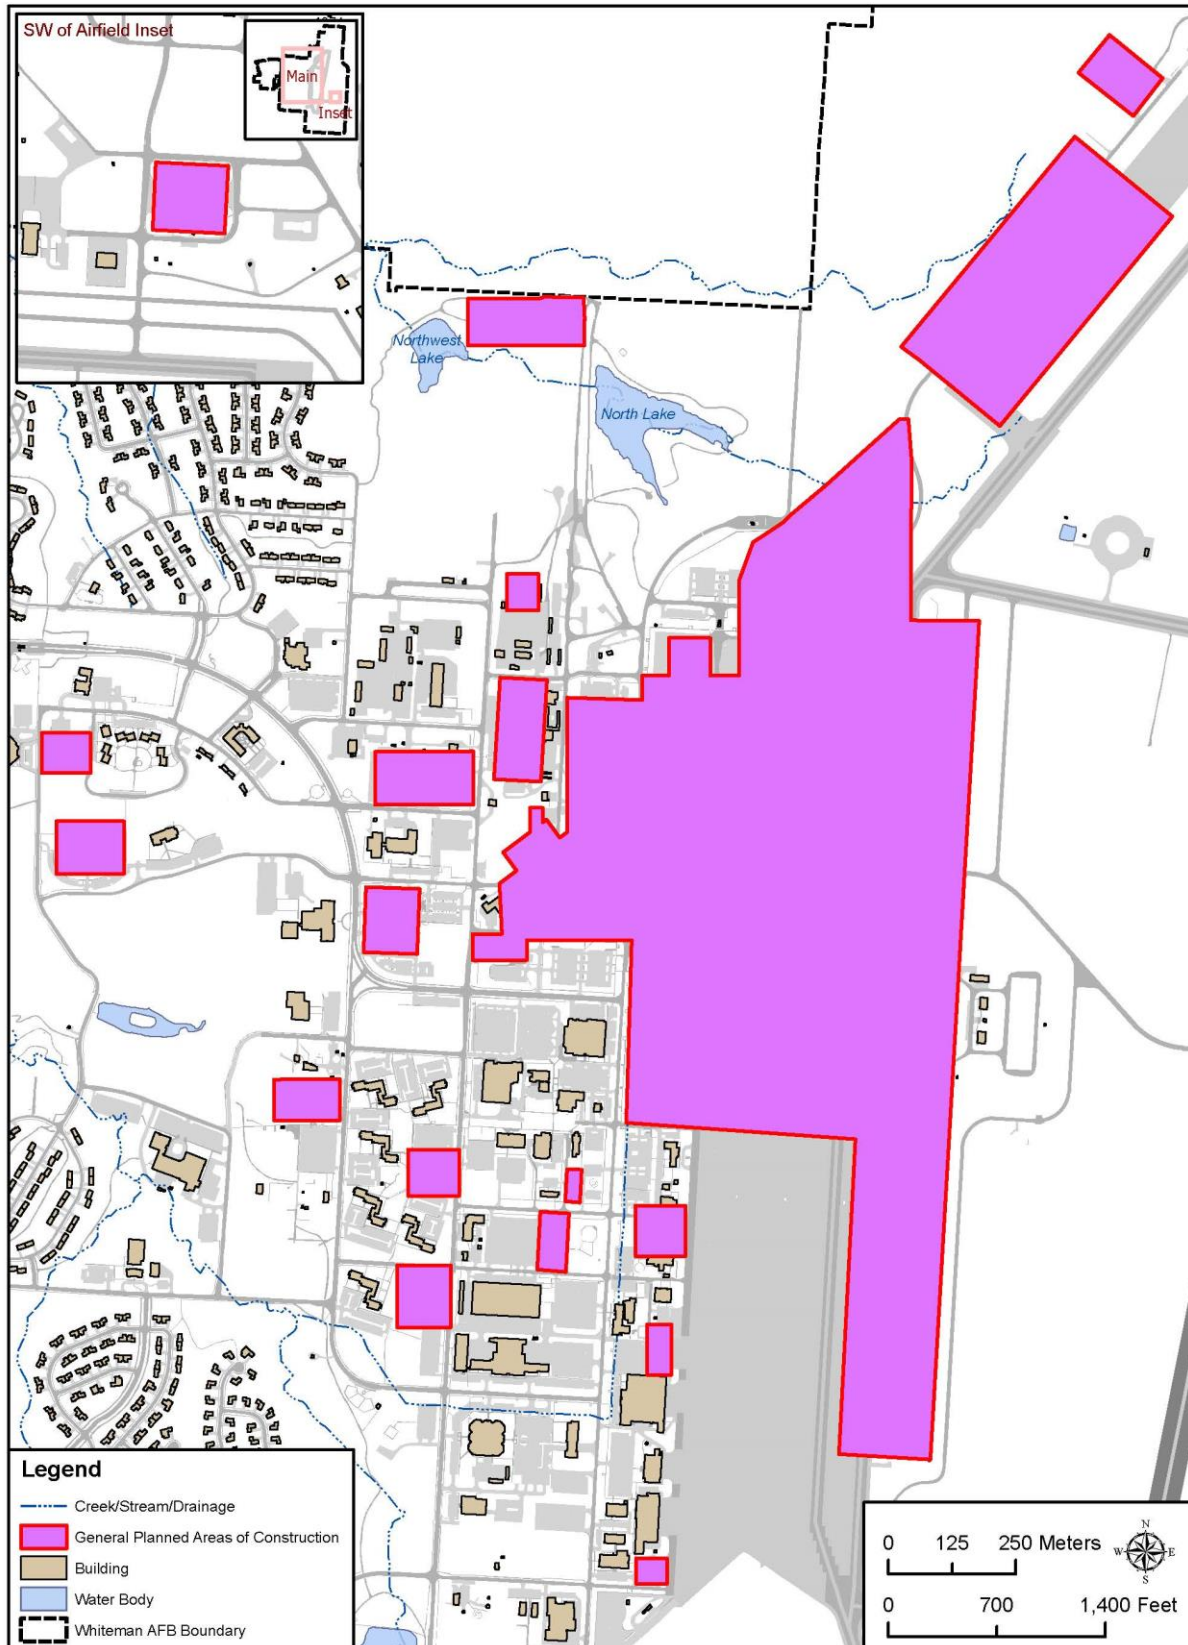 SW of Airfield Inset
Main
Inset
Northwest
Lake
North Lake
Legend
Creek/Stream/Drainage
General Planned Areas of Construction
Building
Water Body
Whiteman AFB Boundary
0 125 250 Meters
N
W E
S
0 700 1,400 Feet